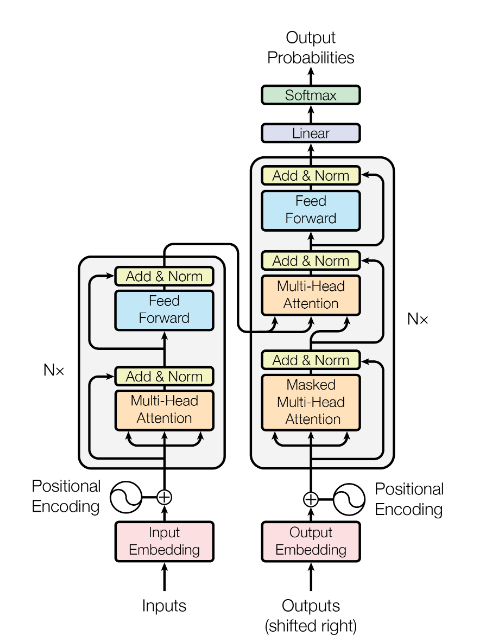 Output
Probabilities
Softmax
Linear
Add & Norm
Feed
Forward
Add & Norm
Multi-Head
Attention
Add & Norm
Masked
Multi-Head
Attention
Nx
Positional
Encoding
Output
Embedding
Outputs
(shifted right)
Add & Norm
Feed
Forward
Add & Norm
Multi-Head
Attention
N×
Positional
Encoding
Input
Embedding
Inputs